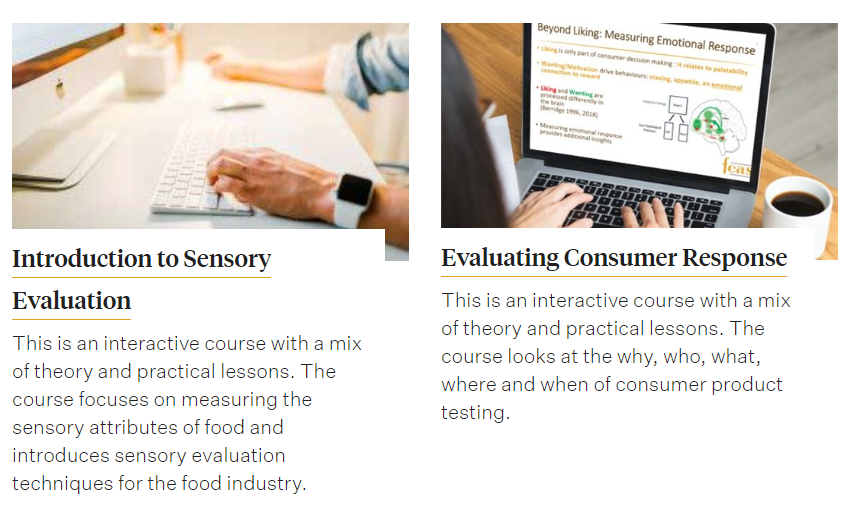 Introduction to Sensory
Evaluation
This is an interactive course with a mix
of theory and practical lessons. The
course focuses on measuring the
sensory attributes of food and
introduces sensory evaluation
techniques for the food industry.
Beyond Liking: Measuring Emotional Response
• Liking is only part of consumer decision making : it relates to palatability
• Wanting/Motivation drive behaviours: craving, appetite, an emotional
connection to reward
• Liking and Wanting are
processed differently in
the brain
(Berridge 1996, 2018)
• Measuring emotional response
provides additional insights
feas
Evaluating Consumer Response
This is an interactive course with a mix
of theory and practical lessons. The
course looks at the why, who, what,
where and when of consumer product
testing.